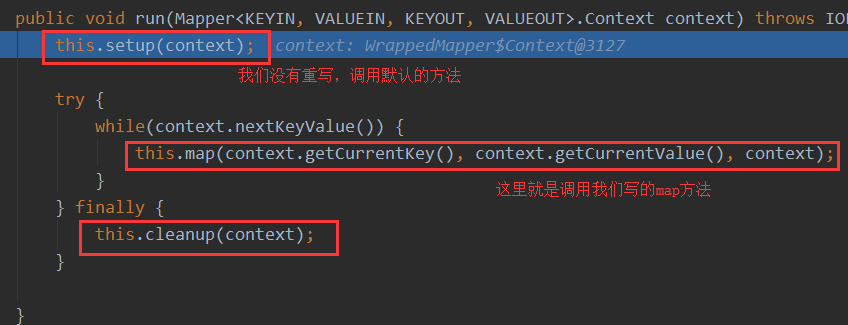 public void run(Mapper<KEYIN, VALUEIN, KEYOUT, VALUEOUT>.Context context) throws IO
this.setup(context); context: WrappedMapper$Context@3127
我们没有重写，调用默认的方法
try {
while(context.nextKeyValue()) {
this.map(context.getCurrentKey(), context.getCurrentValue(), context);
}
这里就是调用我们写的map方法
} finally {
this.cleanup(context);
}
}